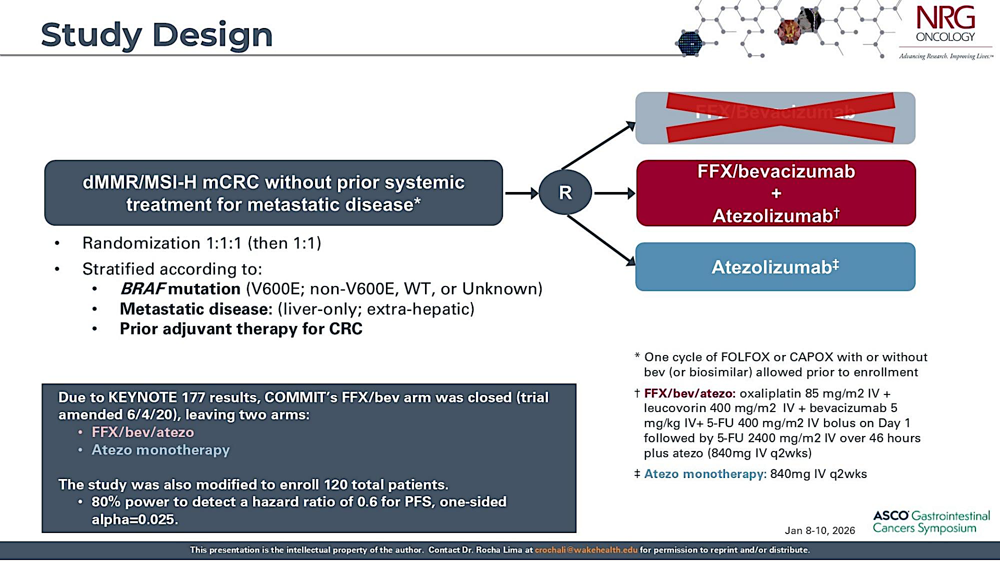 Study Design
NRG
ONCOLOGY
Advancing Research. Improving Lives.™
FFX/Bevacizumab
dMMR/MSI-H mCRC without prior systemic
treatment for metastatic disease*
R
FFX/bevacizumab
+
Atezolizumab†
Atezolizumab‡
• Randomization 1:1:1 (then 1:1)
• Stratified according to:
• BRAF mutation (V600E; non-V600E, WT, or Unknown)
• Metastatic disease: (liver-only; extra-hepatic)
• Prior adjuvant therapy for CRC
Due to KEYNOTE 177 results, COMMIT's FFX/bev arm was closed (trial
amended 6/4/20), leaving two arms:
• FFX/bev/atezo
• Atezo monotherapy
The study was also modified to enroll 120 total patients.
• 80% power to detect a hazard ratio of 0.6 for PFS, one-sided
alpha=0.025.
* One cycle of FOLFOX or CAPOX with or without
bev (or biosimilar) allowed prior to enrollment
† FFX/bev/atezo: oxaliplatin 85 mg/m2 IV +
leucovorin 400 mg/m2 IV + bevacizumab 5
mg/kg IV+ 5-FU 400 mg/m2 IV bolus on Day 1
followed by 5-FU 2400 mg/m2 IV over 46 hours
plus atezo (840mg IV q2wks)
‡ Atezo monotherapy: 840mg IV q2wks
Jan 8-10, 2026
ASCO Gastrointestinal
Cancers Symposium
This presentation is the intellectual property of the author. Contact Dr. Rocha Lima at crochali@wakehealth.edu for permission to reprint and/or distribute.